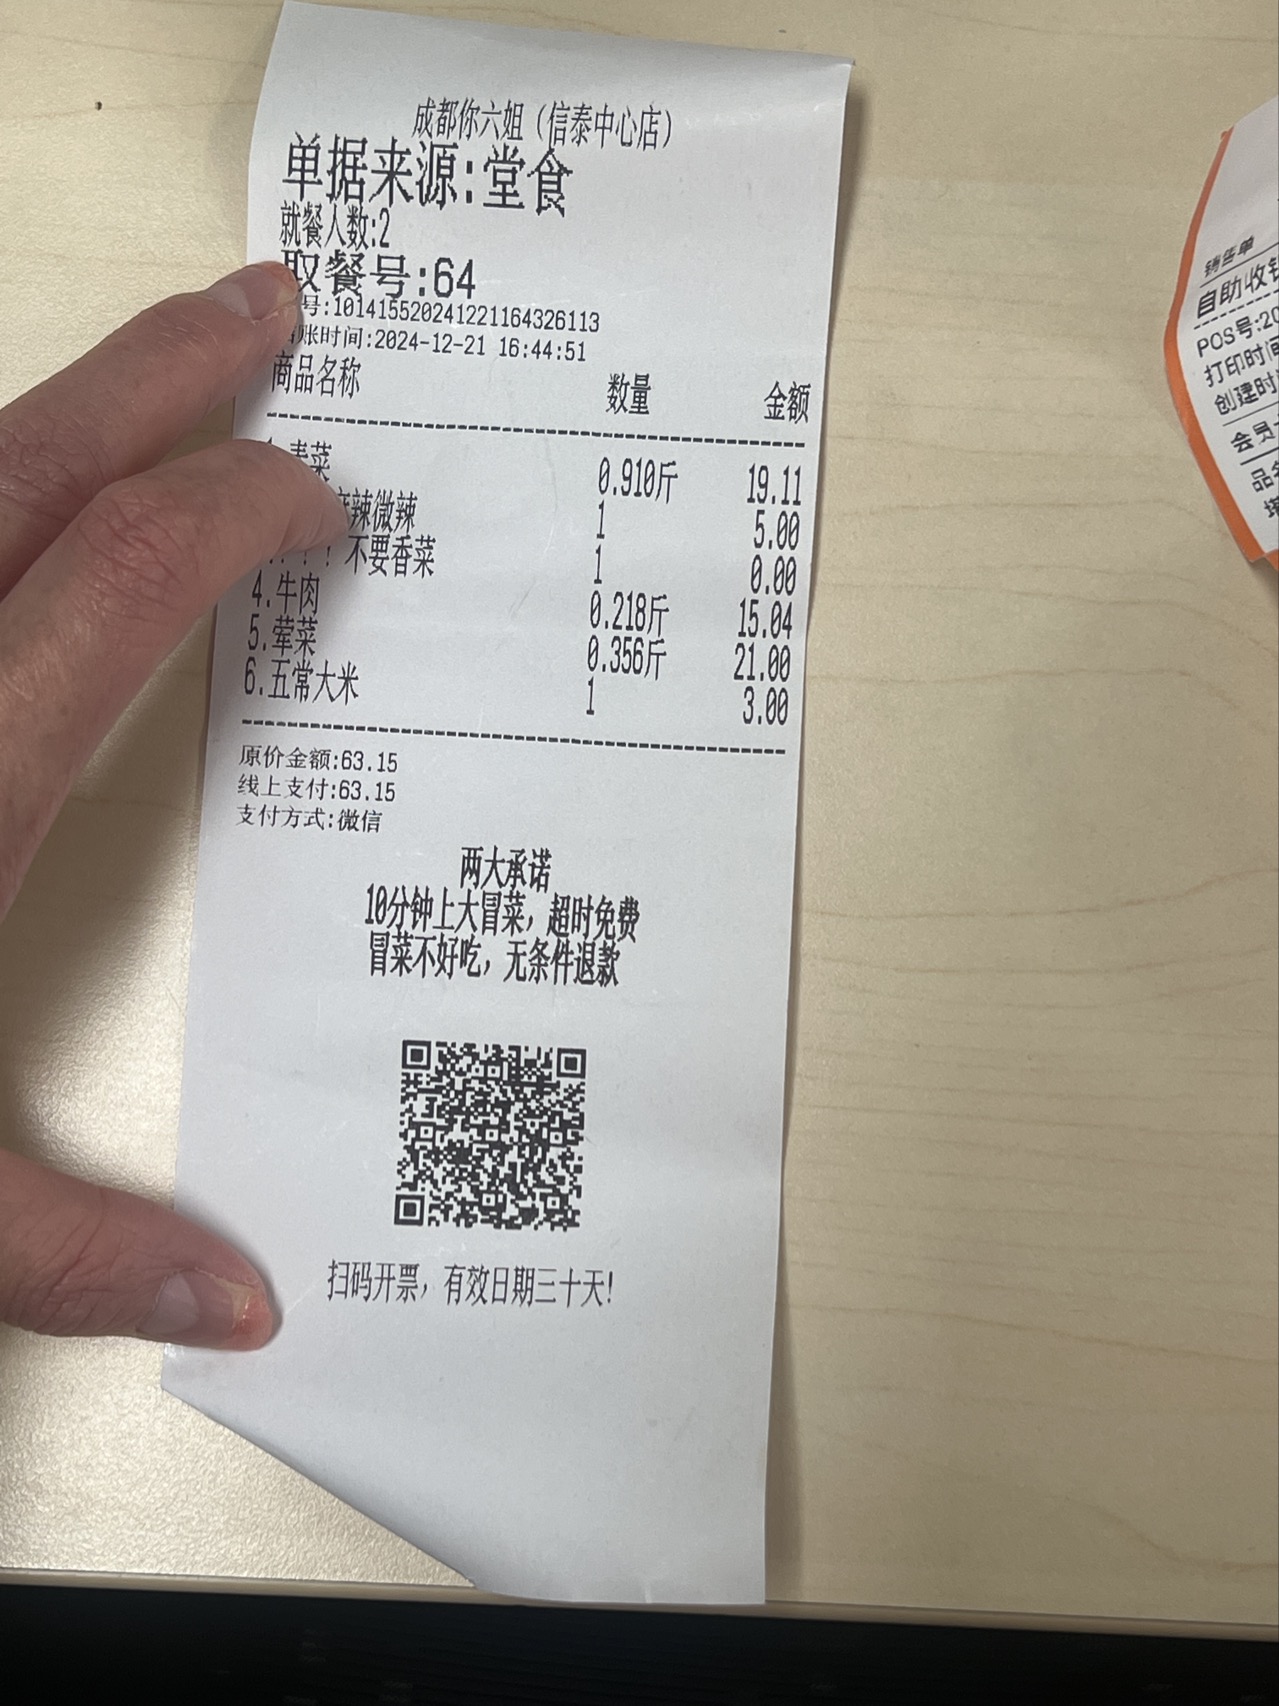 成都你六姐（信泰中心店）
单据来源:堂食
就餐人数:2
取餐号:64
号:101415520241221164326113
账时间:2024-12-21 16:44:51
商品名称 数量 金额
青菜 0.910斤 19.11
辣微辣 1 5.00
！不要香菜 1 0.00
4.牛肉 0.218斤 15.04
5.荤菜 0.356斤 21.00
6.五常大米 1 3.00
原价金额:63.15
线上支付:63.15
支付方式:微信
两大承诺
10分钟上大冒菜，超时免费
冒菜不好吃，无条件退款
扫码开票，有效日期三十天!
销售单
自助收银
POS号:20
打印时间
创建时
会员
品名